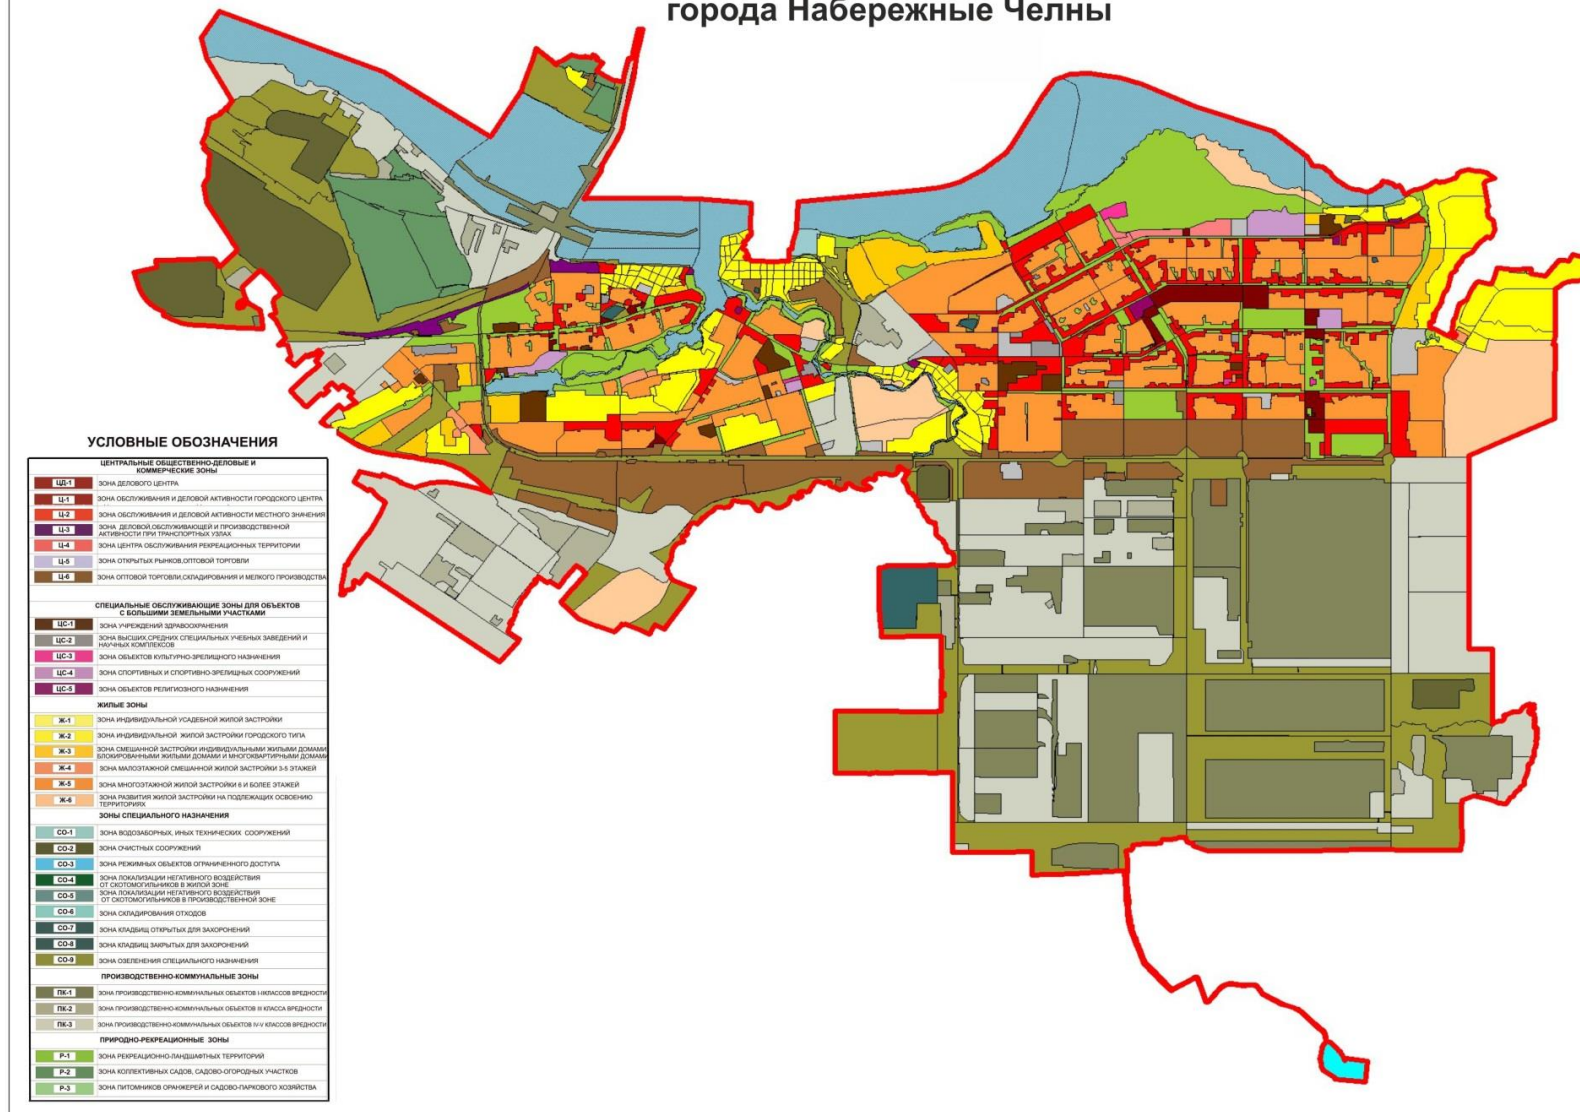 города Набережные Челны
УСЛОВНЫЕ ОБОЗНАЧЕНИЯ
ЦЕНТРАЛЬНЫЕ ОБЩЕСТВЕННО-ДЕЛОВЫЕ И
КОММЕРЧЕСКИЕ ЗОНЫ
ЦД-1 ЗОНА ДЕЛОВОГО ЦЕНТРА
Ц-1 ЗОНА ОБСЛУЖИВАНИЯ И ДЕЛОВОЙ АКТИВНОСТИ ГОРОДСКОГО ЦЕНТРА
Ц-2 ЗОНА ОБСЛУЖИВАНИЯ И ДЕЛОВОЙ АКТИВНОСТИ МЕСТНОГО ЗНАЧЕНИЯ
Ц-3 ЗОНА ДЕЛОВОЙ,ОБСЛУЖИВАЮЩЕЙ И ПРОИЗВОДСТВЕННОЙ
АКТИВНОСТИ ПРИ ТРАНСПОРТНЫХ УЗЛАХ
Ц-4 ЗОНА ЦЕНТРА ОБСЛУЖИВАНИЯ РЕКРЕАЦИОННЫХ ТЕРРИТОРИИ
Ц-5 ЗОНА ОТКРЫТЫХ РЫНКОВ,ОПТОВОЙ ТОРГОВЛИ
Ц-6 ЗОНА ОПТОВОЙ ТОРГОВЛИ,СКЛАДИРОВАНИЯ И МЕЛКОГО ПРОИЗВОДСТВА
СПЕЦИАЛЬНЫЕ ОБСЛУЖИВАЮЩИЕ ЗОНЫ ДЛЯ ОБЪЕКТОВ
С БОЛЬШИМИ ЗЕМЕЛЬНЫМИ УЧАСТКАМИ
ЦС-1 ЗОНА УЧРЕЖДЕНИЙ ЗДРАВООХРАНЕНИЯ
ЦС-2 ЗОНА ВЫСШИХ,СРЕДНИХ СПЕЦИАЛЬНЫХ УЧЕБНЫХ ЗАВЕДЕНИЙ И
НАУЧНЫХ КОМПЛЕКСОВ
ЦС-3 ЗОНА ОБЪЕКТОВ КУЛЬТУРНО-ЗРЕЛИЩНОГО НАЗНАЧЕНИЯ
ЦС-4 ЗОНА СПОРТИВНЫХ И СПОРТИВНО-ЗРЕЛИЩНЫХ СООРУЖЕНИЙ
ЦС-5 ЗОНА ОБЪЕКТОВ РЕЛИГИОЗНОГО НАЗНАЧЕНИЯ
ЖИЛЫЕ ЗОНЫ
Ж-1 ЗОНА ИНДИВИДУАЛЬНОЙ УСАДЕБНОЙ ЖИЛОЙ ЗАСТРОЙКИ
Ж-2 ЗОНА ИНДИВИДУАЛЬНОЙ ЖИЛОЙ ЗАСТРОЙКИ ГОРОДСКОГО ТИПА
Ж-3 ЗОНА СМЕШАННОЙ ЗАСТРОЙКИ ИНДИВИДУАЛЬНЫМИ ЖИЛЫМИ ДОМАМИ
БЛОКИРОВАННЫМИ ЖИЛЫМИ ДОМАМИ И МНОГОКВАРТИРНЫМИ ДОМАМИ
Ж-4 ЗОНА МАЛОЭТАЖНОЙ СМЕШАННОЙ ЖИЛОЙ ЗАСТРОЙКИ 3-5 ЭТАЖЕЙ
Ж-5 ЗОНА МНОГОЭТАЖНОЙ ЖИЛОЙ ЗАСТРОЙКИ 6 И БОЛЕЕ ЭТАЖЕЙ
Ж-6 ЗОНА РАЗВИТИЯ ЖИЛОЙ ЗАСТРОЙКИ НА ПОДЛЕЖАЩИХ ОСВОЕНИЮ
ТЕРРИТОРИЯХ
ЗОНЫ СПЕЦИАЛЬНОГО НАЗНАЧЕНИЯ
СО-1 ЗОНА ВОДОЗАБОРНЫХ, ИНЫХ ТЕХНИЧЕСКИХ СООРУЖЕНИЙ
СО-2 ЗОНА ОЧИСТНЫХ СООРУЖЕНИЙ
СО-3 ЗОНА РЕЖИМНЫХ ОБЪЕКТОВ ОГРАНИЧЕННОГО ДОСТУПА
СО-4 ЗОНА ЛОКАЛИЗАЦИИ НЕГАТИВНОГО ВОЗДЕЙСТВИЯ
ОТ СКОТОМОГИЛЬНИКОВ В ЖИЛОЙ ЗОНЕ
СО-5 ЗОНА ЛОКАЛИЗАЦИИ НЕГАТИВНОГО ВОЗДЕЙСТВИЯ
ОТ СКОТОМОГИЛЬНИКОВ В ПРОИЗВОДСТВЕННОЙ ЗОНЕ
СО-6 ЗОНА СКЛАДИРОВАНИЯ ОТХОДОВ
СО-7 ЗОНА КЛАДБИЩ ОТКРЫТЫХ ДЛЯ ЗАХОРОНЕНИЙ
СО-8 ЗОНА КЛАДБИЩ ЗАКРЫТЫХ ДЛЯ ЗАХОРОНЕНИЙ
СО-9 ЗОНА ОЗЕЛЕНЕНИЯ СПЕЦИАЛЬНОГО НАЗНАЧЕНИЯ
ПРОИЗВОДСТВЕННО-КОММУНАЛЬНЫЕ ЗОНЫ
ПК-1 ЗОНА ПРОИЗВОДСТВЕННО-КОММУНАЛЬНЫХ ОБЪЕКТОВ I-IIКЛАССОВ ВРЕДНОСТИ
ПК-2 ЗОНА ПРОИЗВОДСТВЕННО-КОММУНАЛЬНЫХ ОБЪЕКТОВ III КЛАССА ВРЕДНОСТИ
ПК-3 ЗОНА ПРОИЗВОДСТВЕННО-КОММУНАЛЬНЫХ ОБЪЕКТОВ IV-V КЛАССОВ ВРЕДНОСТИ
ПРИРОДНО-РЕКРЕАЦИОННЫЕ ЗОНЫ
Р-1 ЗОНА РЕКРЕАЦИОННО-ЛАНДШАФТНЫХ ТЕРРИТОРИЙ
Р-2 ЗОНА КОЛЛЕКТИВНЫХ САДОВ, САДОВО-ОГОРОДНЫХ УЧАСТКОВ
Р-3 ЗОНА ПИТОМНИКОВ ОРАНЖЕРЕЙ И САДОВО-ПАРКОВОГО ХОЗЯЙСТВА